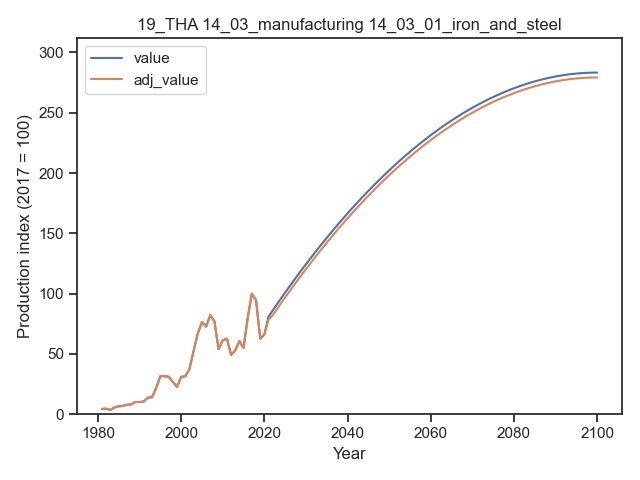 19_THA 14_03_manufacturing 14_03_01_iron_and_steel
300
250
200
150
100
50
0
Production index (2017 = 100)
value
adj_value
1980
2000
2020
2040
2060
2080
2100
Year